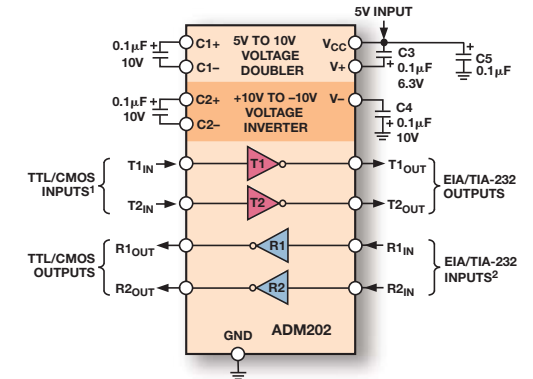 5V INPUT
0.1µF
10V
C1+
C1–
5V TO 10V
VOLTAGE
DOUBLER
VCC
V+
C3
0.1µF
6.3V
C5
0.1µF
0.1µF
10V
C2+
C2–
+10V TO –10V
VOLTAGE
INVERTER
V–
C4
0.1µF
10V
TTL/CMOS
INPUTS1
T1IN
T2IN
T1
T2
T1OUT
T2OUT
EIA/TIA-232
OUTPUTS
TTL/CMOS
OUTPUTS
R1OUT
R2OUT
R1
R2
R1IN
R2IN
EIA/TIA-232
INPUTS2
GND
ADM202